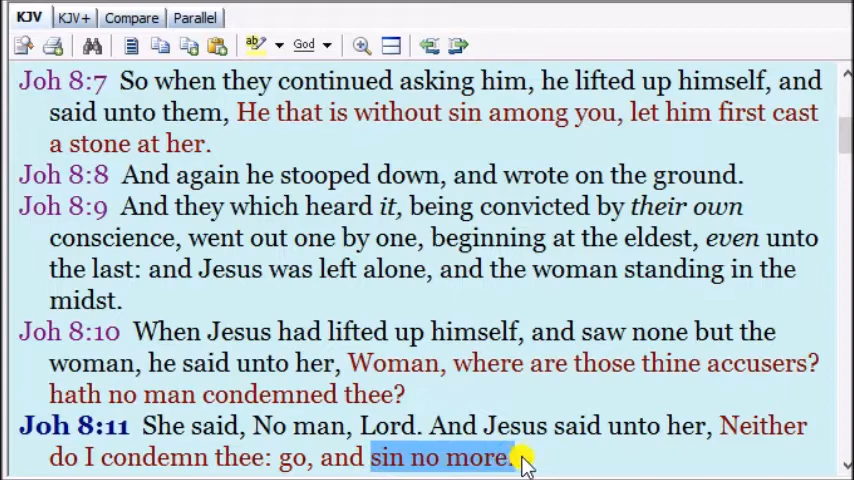 KJV KJV+ Compare Parallel
ab God
Joh 8:7 So when they continued asking him, he lifted up himself, and
said unto them, He that is without sin among you, let him first cast
a stone at her.
Joh 8:8 And again he stooped down, and wrote on the ground.
Joh 8:9 And they which heard it, being convicted by their own
conscience, went out one by one, beginning at the eldest, even unto
the last: and Jesus was left alone, and the woman standing in the
midst.
Joh 8:10 When Jesus had lifted up himself, and saw none but the
woman, he said unto her, Woman, where are those thine accusers?
hath no man condemned thee?
Joh 8:11 She said, No man, Lord. And Jesus said unto her, Neither
do I condemn thee: go, and sin no more.